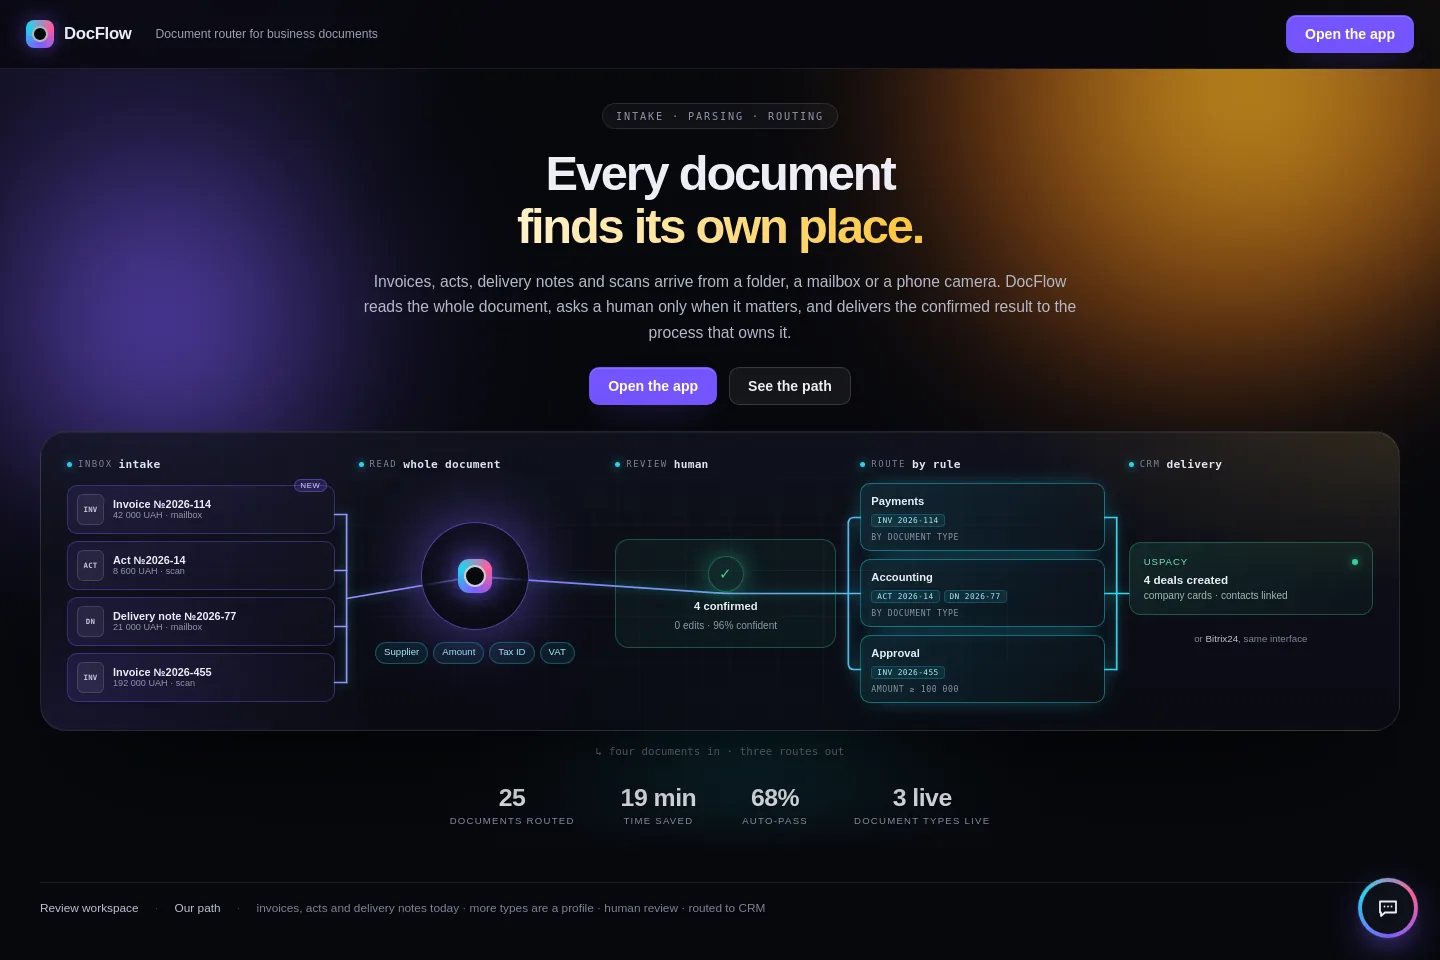 DocFlow
Document router for business documents
Open the app
INTAKE · PARSING · ROUTING
Every document
finds its own place.
Invoices, acts, delivery notes and scans arrive from a folder, a mailbox or a phone camera. DocFlow
reads the whole document, asks a human only when it matters, and delivers the confirmed result to the
process that owns it.
Open the app
See the path
INBOX intake
NEW
INV
Invoice №2026-114
42 000 UAH · mailbox
ACT
Act №2026-14
8 600 UAH · scan
DN
Delivery note №2026-77
21 000 UAH · mailbox
INV
Invoice №2026-455
192 000 UAH · scan
READ whole document
Supplier
Amount
Tax ID
VAT
REVIEW human
✓
4 confirmed
0 edits · 96% confident
ROUTE by rule
Payments
INV 2026-114
BY DOCUMENT TYPE
Accounting
ACT 2026-14
DN 2026-77
BY DOCUMENT TYPE
Approval
INV 2026-455
AMOUNT ≥ 100 000
CRM delivery
USPACY
4 deals created
company cards · contacts linked
or Bitrix24, same interface
↳ four documents in · three routes out
25
DOCUMENTS ROUTED
19 min
TIME SAVED
68%
AUTO-PASS
3 live
DOCUMENT TYPES LIVE
Review workspace · Our path · invoices, acts and delivery notes today · more types are a profile · human review · routed to CRM